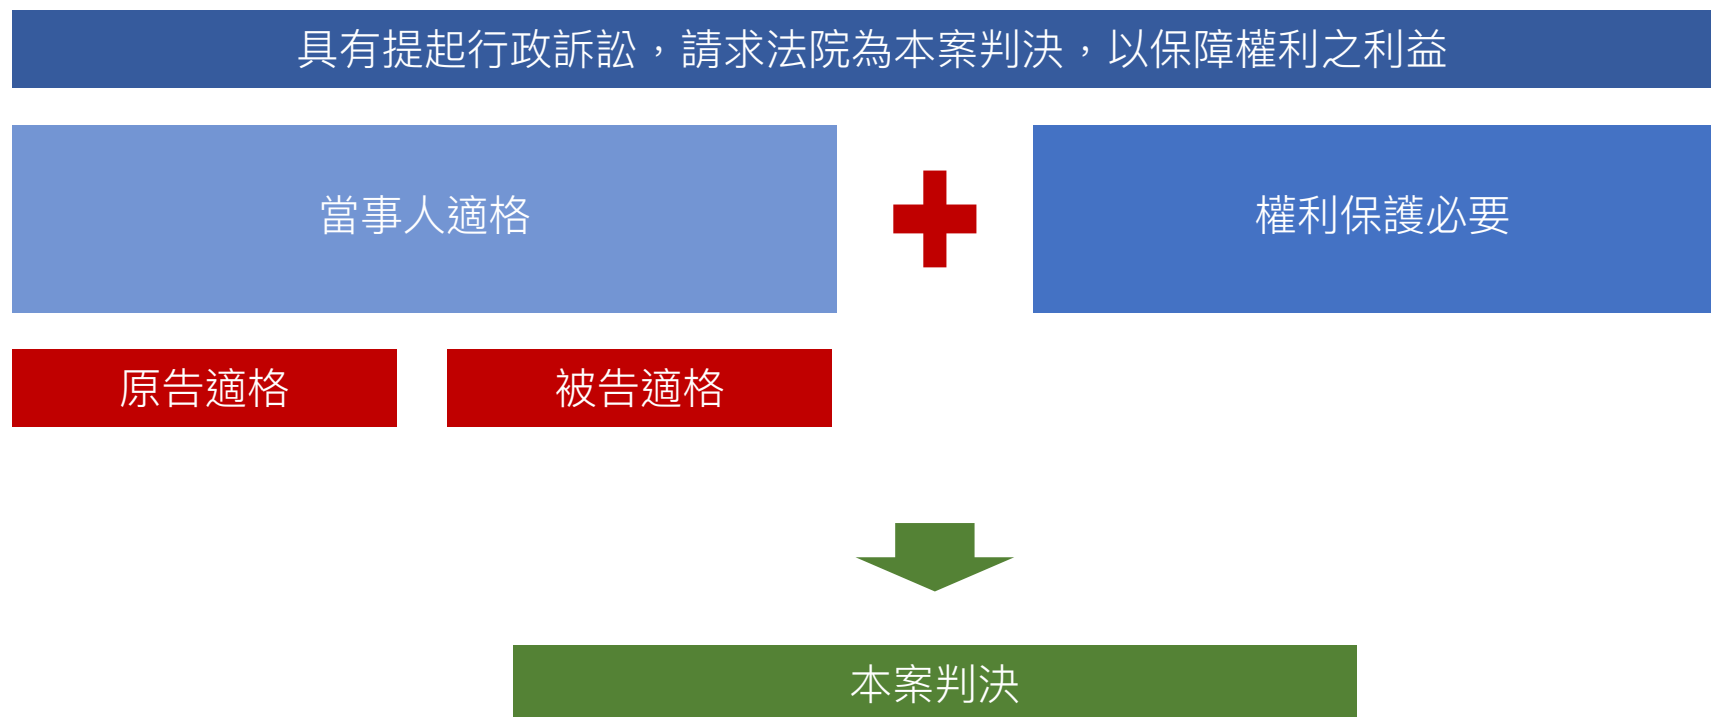 具有提起行政訴訟，請求法院為本案判決，以保障權利之利益
當事人適格
權利保護必要
原告適格
被告適格
本案判決